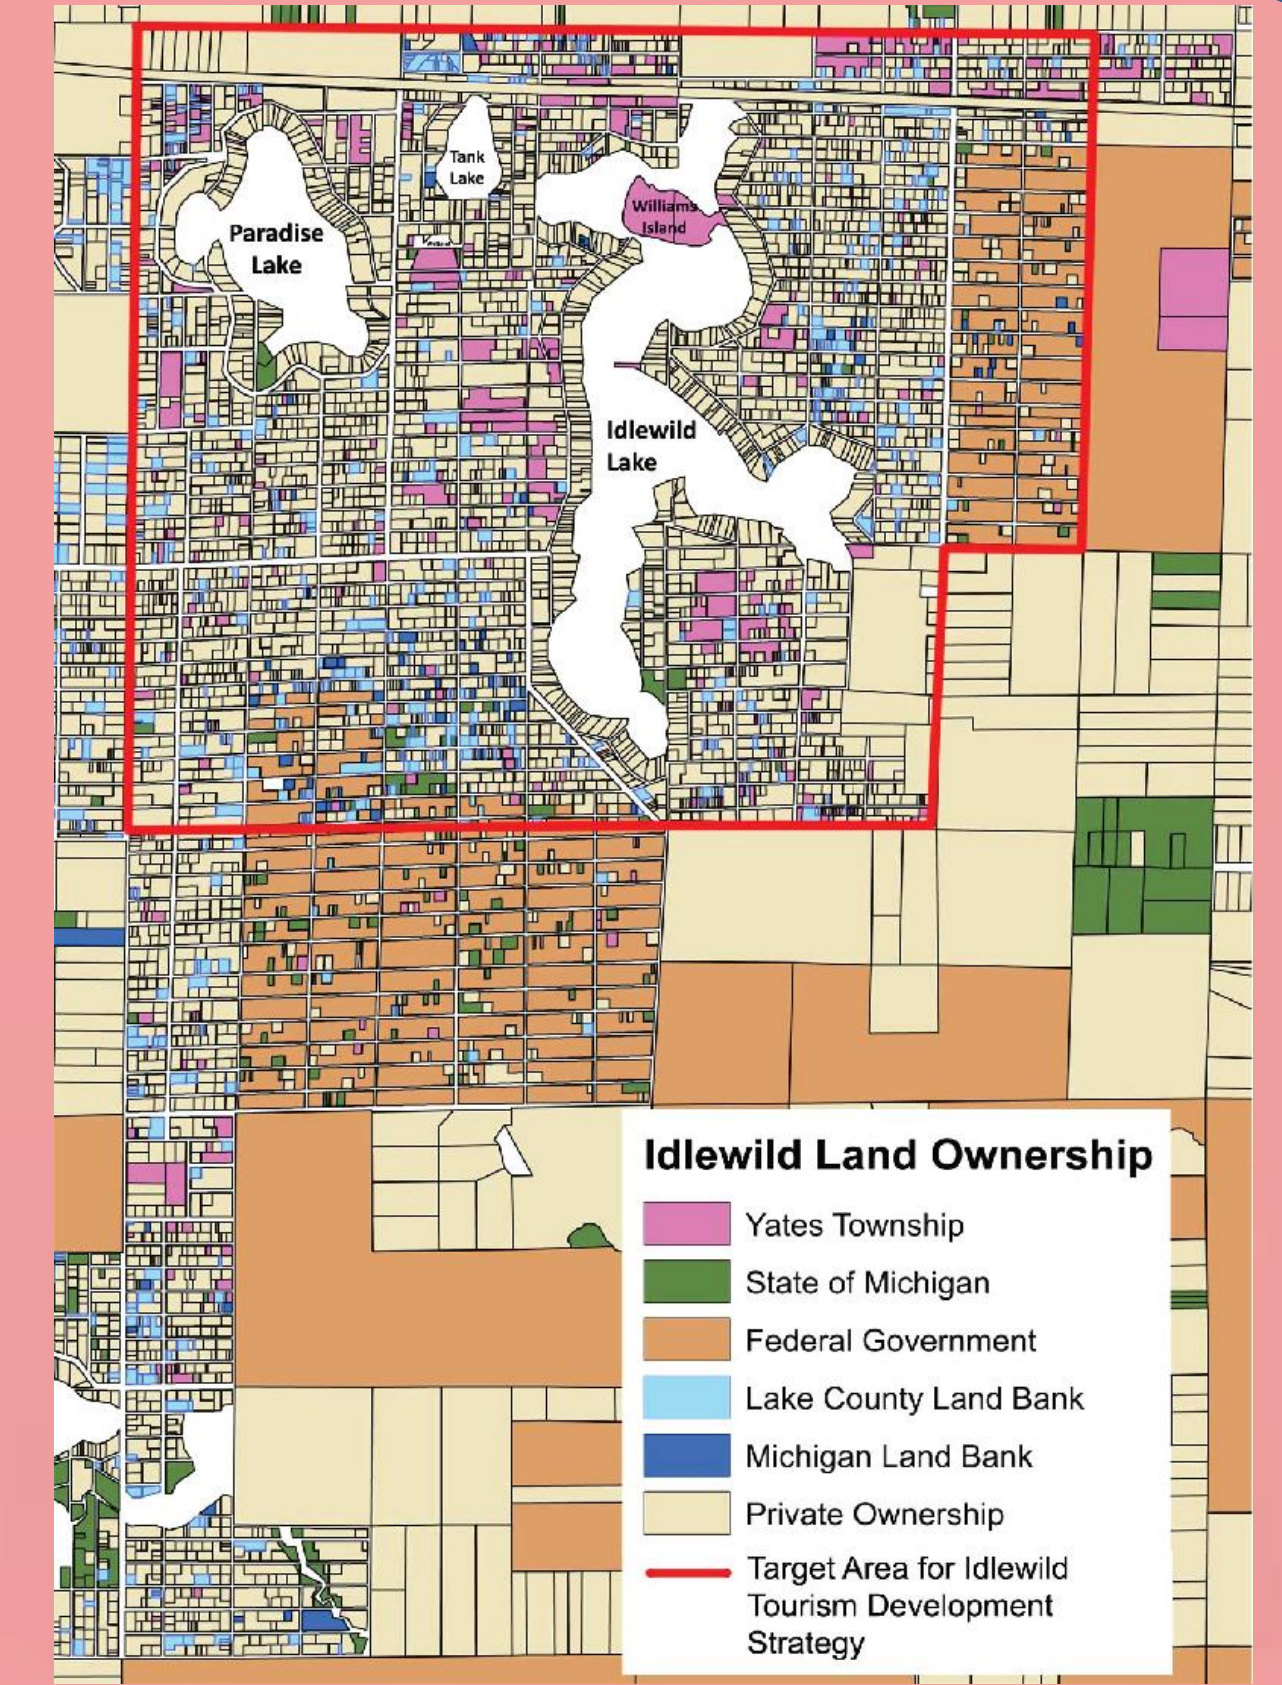 Tank
Lake
Williams
Island
Paradise
Lake
Idlewild
Lake
Idlewild Land Ownership
Yates Township
State of Michigan
Federal Government
Lake County Land Bank
Michigan Land Bank
Private Ownership
Target Area for Idlewild
Tourism Development
Strategy